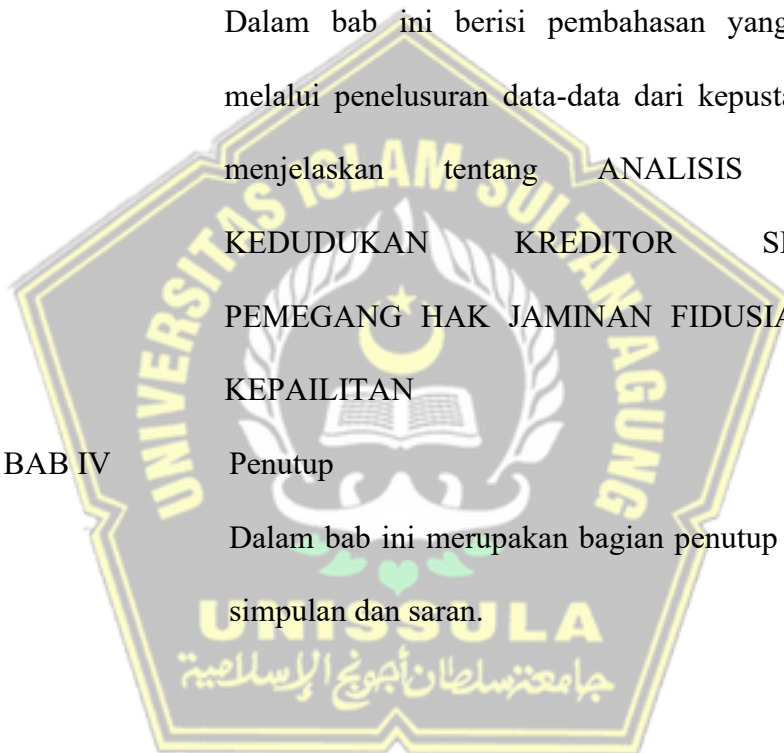 Dalam bab ini berisi pembahasan yang
melalui penelusuran data-data dari
menjelaskan tentang ANALISIS
KEDUDUKAN KREDITOR
PEMEGANG HAK JAMINAN FIDUSIA
KEPAILITAN
BAB IV Penutup
Dalam bab ini merupakan bagian penutup
simpulan dan saran.
UNIVERSITAS ISLAM SULTAN AGUNG
UNISSULA
جامعة سلطان أجونج الإسلامية